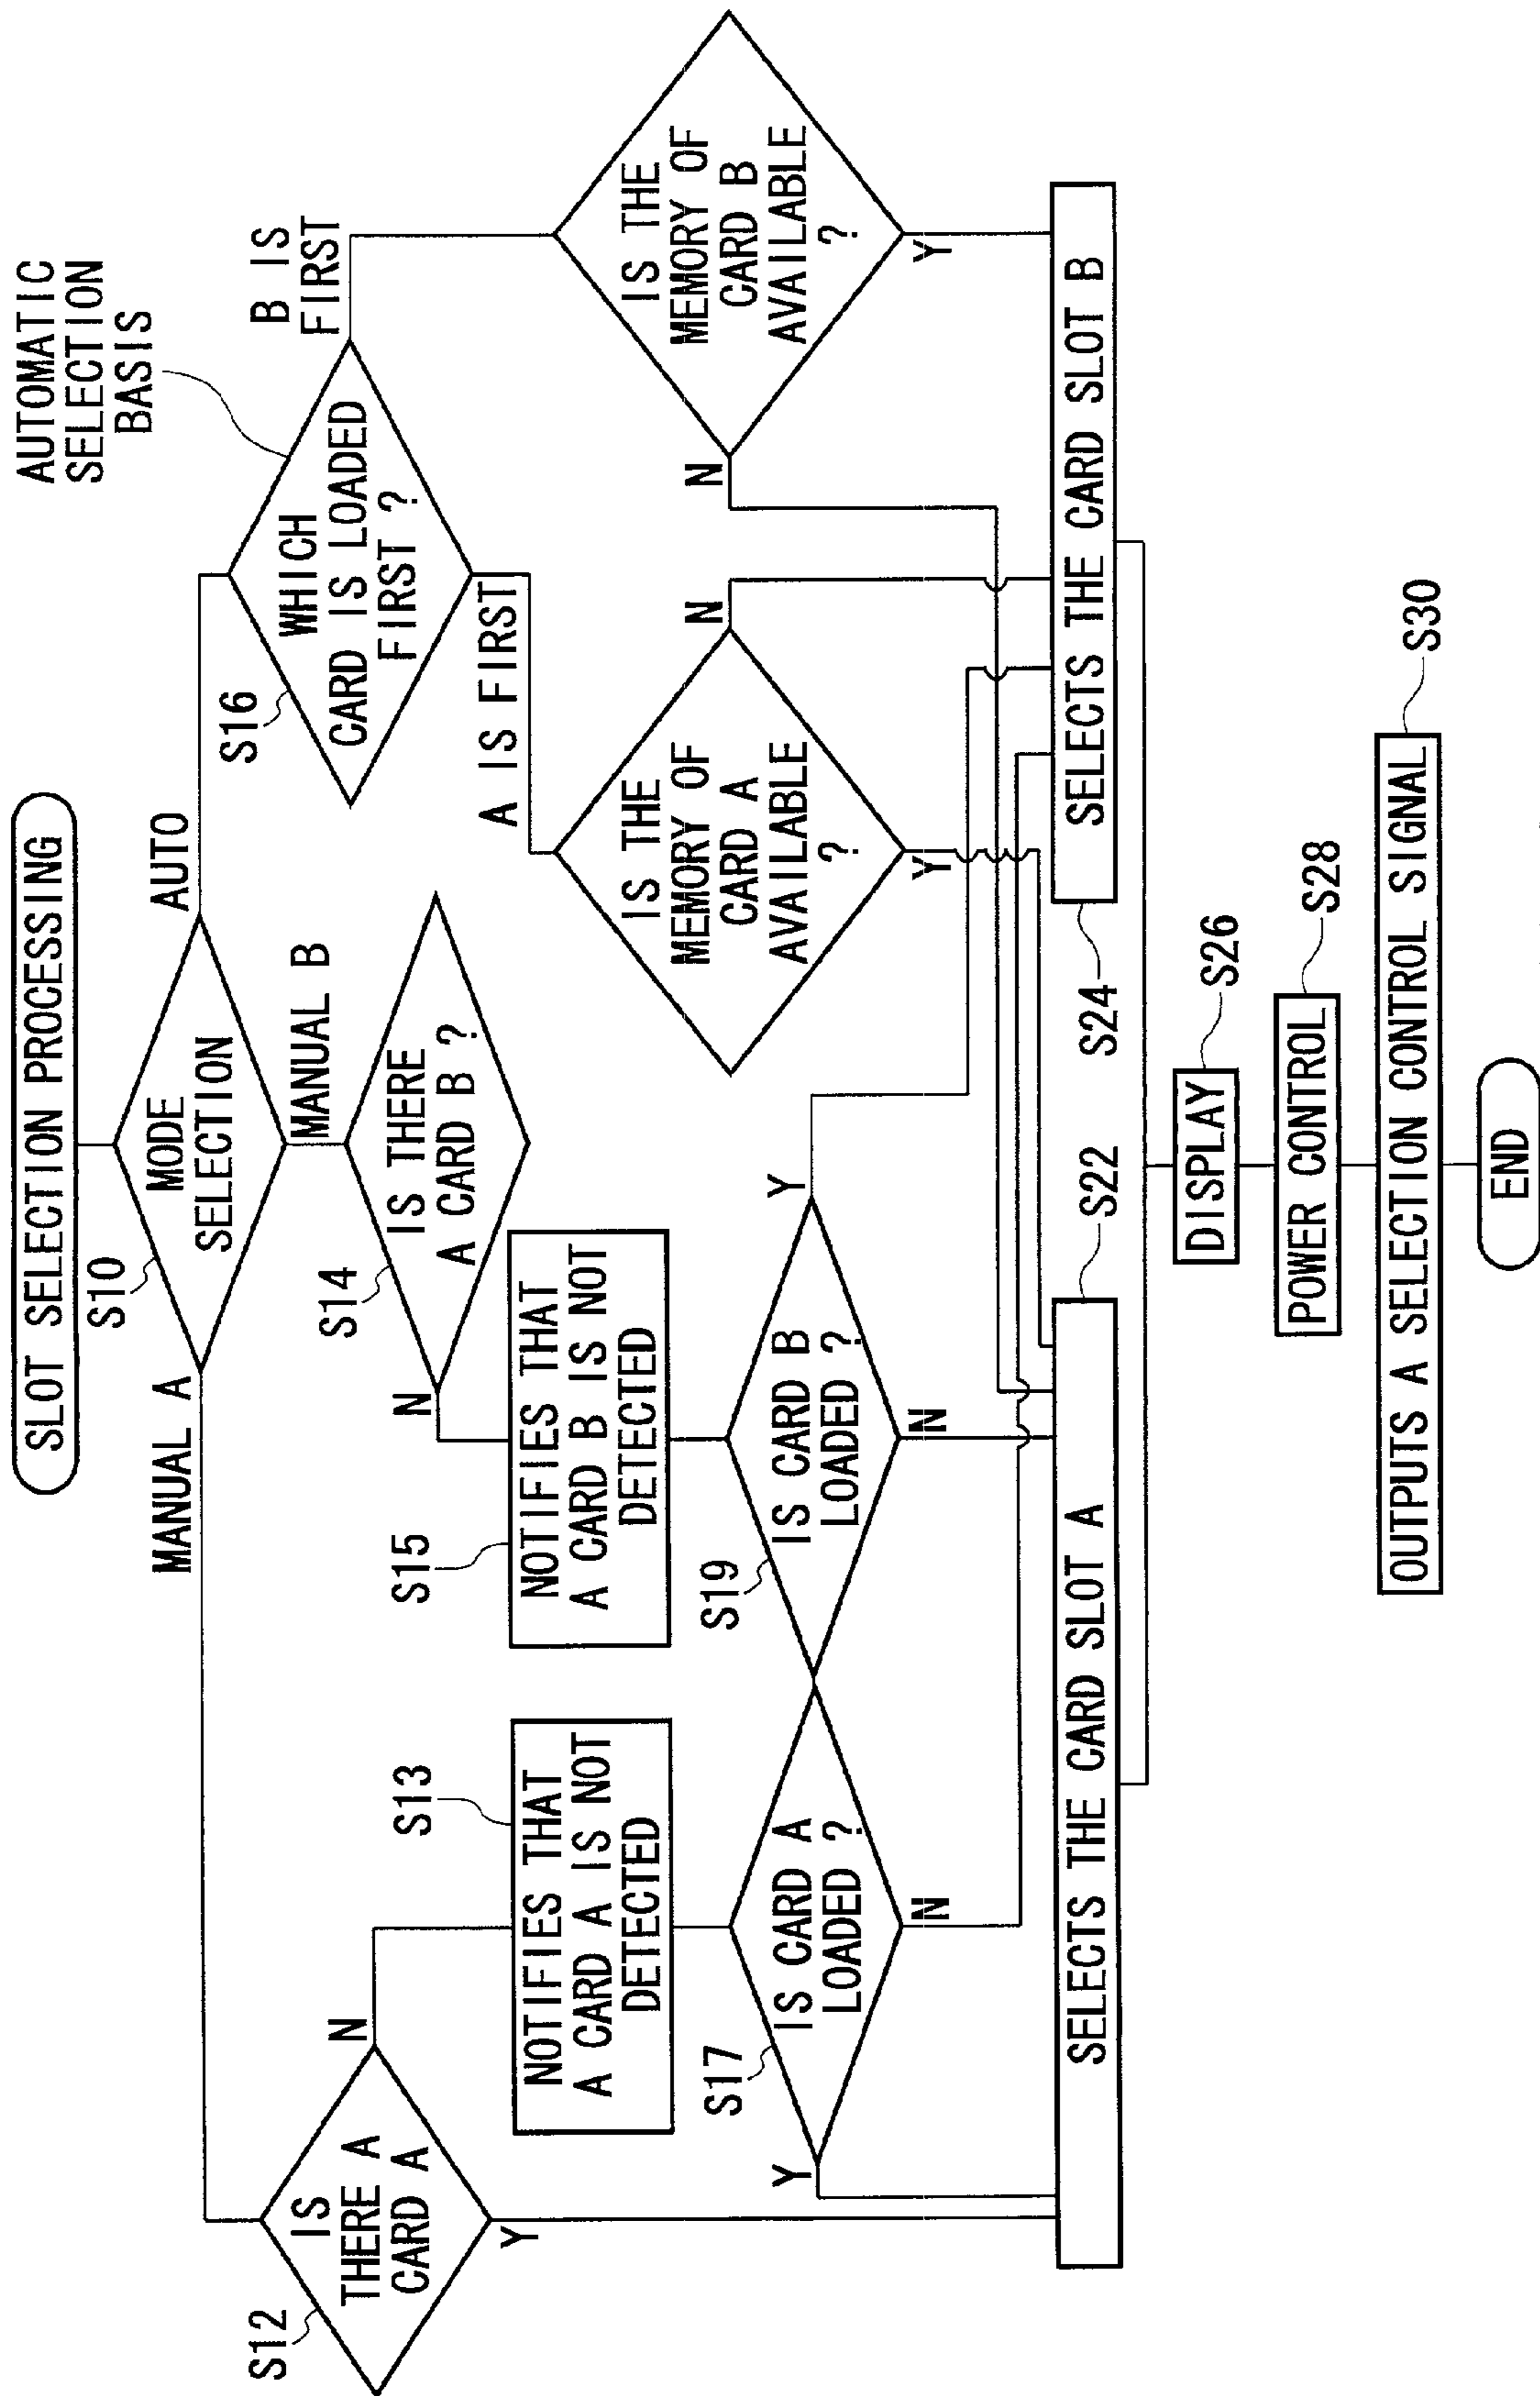 SLOT SELECTION PROCESSING
S10
MODE
SELECTION
MANUAL A
MANUAL B
AUTO
AUTOMATIC
SELECTION
BASIS
S12
IS
THERE A
CARD A
N
Y
S14
IS THERE
A CARD B ?
N
S16
WHICH
CARD IS LOADED
FIRST ?
B IS
FIRST
A IS FIRST
S13
NOTIFIES THAT
A CARD A IS NOT
DETECTED
S15
NOTIFIES THAT
A CARD B IS NOT
DETECTED
S17
IS CARD A
LOADED ?
Y
N
S19
IS CARD B
LOADED ?
Y
N
IS THE
MEMORY OF
CARD A
AVAILABLE
?
N
Y
IS THE
MEMORY OF
CARD B
AVAILABLE
?
N
Y
SELECTS THE CARD SLOT A
S22
SELECTS THE CARD SLOT B
S24
DISPLAY
S26
POWER CONTROL
S28
OUTPUTS A SELECTION CONTROL SIGNAL
S30
END